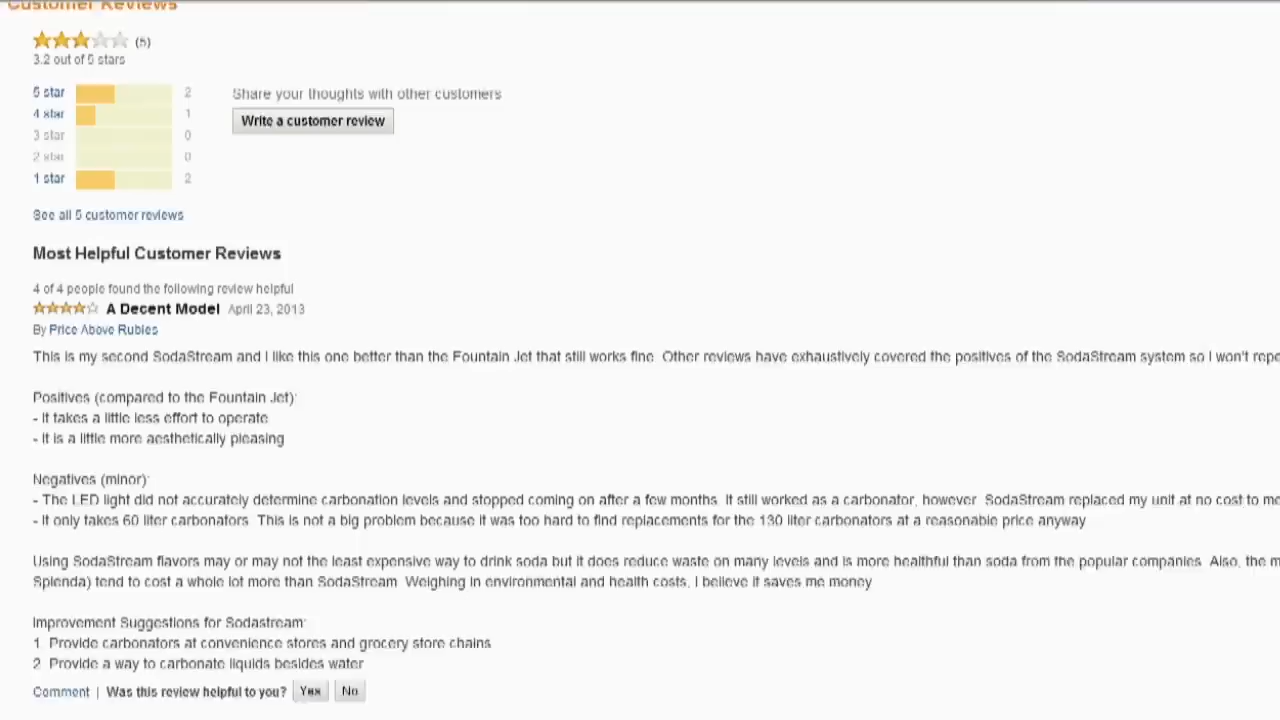 Customer Reviews
(5)
3.2 out of 5 stars
5 star 2
Share your thoughts with other customers
4 star 1
Write a customer review
3 star 0
2 star 0
1 star 2
See all 5 customer reviews
Most Helpful Customer Reviews
4 of 4 people found the following review helpful
A Decent Model April 23, 2013
By Price Above Rubies
This is my second SodaStream and I like this one better than the Fountain Jet that still works fine. Other reviews have exhaustively covered the positives of the SodaStream system so I won't repe
Positives (compared to the Fountain Jet):
- It takes a little less effort to operate
- It is a little more aesthetically pleasing
Negatives (minor):
- The LED light did not accurately determine carbonation levels and stopped coming on after a few months. It still worked as a carbonator, however. SodaStream replaced my unit at no cost to me
- It only takes 60 liter carbonators. This is not a big problem because it was too hard to find replacements for the 130 liter carbonators at a reasonable price anyway
Using SodaStream flavors may or may not the least expensive way to drink soda but it does reduce waste on many levels and is more healthful than soda from the popular companies. Also, the m
Splenda) tend to cost a whole lot more than SodaStream. Weighing in environmental and health costs, I believe it saves me money
Improvement Suggestions for Sodastream:
1. Provide carbonators at convenience stores and grocery store chains
2. Provide a way to carbonate liquids besides water
Comment | Was this review helpful to you? Yes No